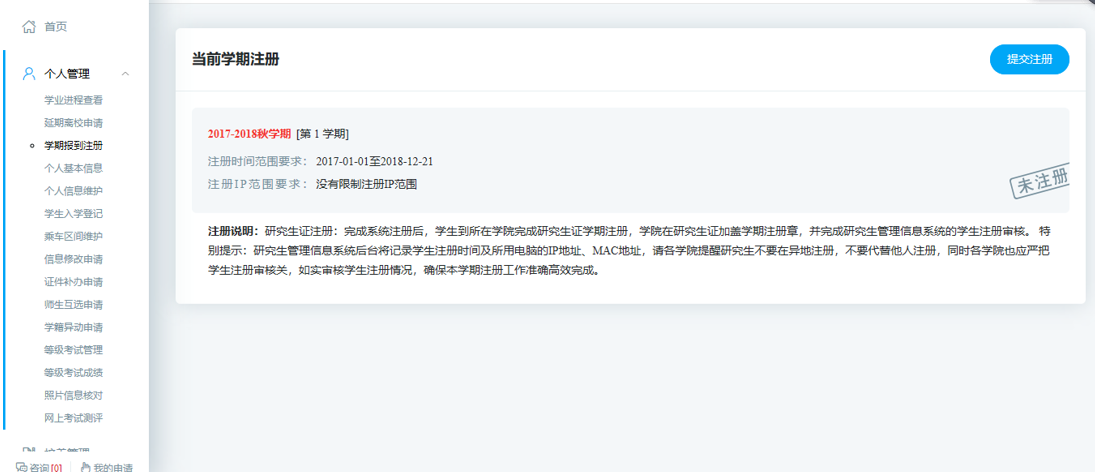 首页
个人管理
学业进程查看
延期离校申请
学期报到注册
个人基本信息
个人信息维护
学生入学登记
乘车区间维护
信息修改申请
证件补办申请
师生互选申请
学籍异动申请
等级考试管理
等级考试成绩
照片信息核对
网上考试测评
咨询[0]
我的申请
当前学期注册
提交注册
2017-2018秋学期 [第 1 学期]
注册时间范围要求：2017-01-01至2018-12-21
注册IP范围要求：没有限制注册IP范围
未注册
注册说明：研究生证注册：完成系统注册后，学生到所在学院完成研究生证学期注册，学院在研究生证加盖学期注册章，并完成研究生管理信息系统的学生注册审核。 特
别提示：研究生管理信息系统后台将记录学生注册时间及所用电脑的IP地址、MAC地址，请各学院提醒研究生不要在异地注册，不要代替他人注册，同时各学院也应严把
学生注册审核关，如实审核学生注册情况，确保本学期注册工作准确高效完成。